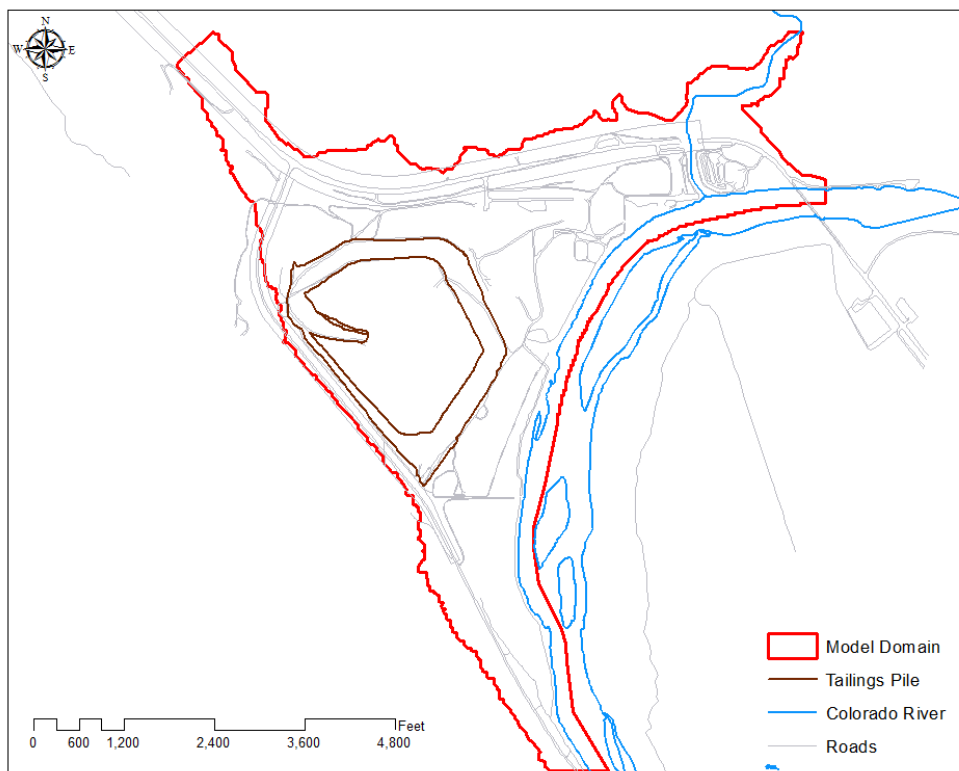 N
W E
S
Model Domain
Tailings Pile
Colorado River
Roads
Feet
0 600 1,200 2,400 3,600 4,800